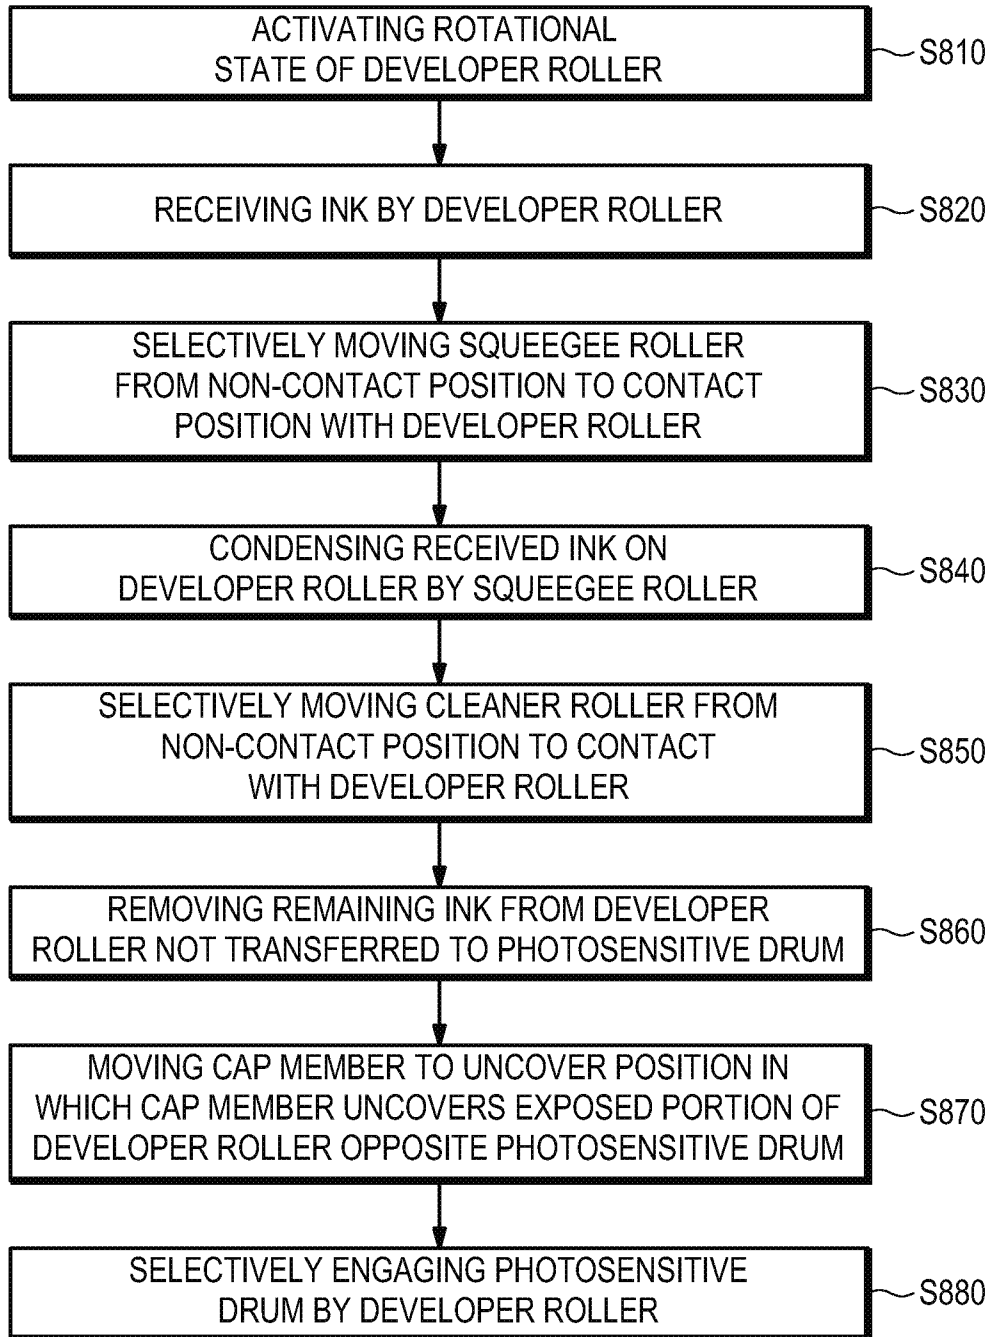 ACTIVATING ROTATIONAL
STATE OF DEVELOPER ROLLER
S810
RECEIVING INK BY DEVELOPER ROLLER
S820
SELECTIVELY MOVING SQUEEGEE ROLLER
FROM NON-CONTACT POSITION TO CONTACT
POSITION WITH DEVELOPER ROLLER
S830
CONDENSING RECEIVED INK ON
DEVELOPER ROLLER BY SQUEEGEE ROLLER
S840
SELECTIVELY MOVING CLEANER ROLLER FROM
NON-CONTACT POSITION TO CONTACT
WITH DEVELOPER ROLLER
S850
REMOVING REMAINING INK FROM DEVELOPER
ROLLER NOT TRANSFERRED TO PHOTOSENSITIVE DRUM
S860
MOVING CAP MEMBER TO UNCOVER POSITION IN
WHICH CAP MEMBER UNCOVERS EXPOSED PORTION OF
DEVELOPER ROLLER OPPOSITE PHOTOSENSITIVE DRUM
S870
SELECTIVELY ENGAGING PHOTOSENSITIVE
DRUM BY DEVELOPER ROLLER
S880